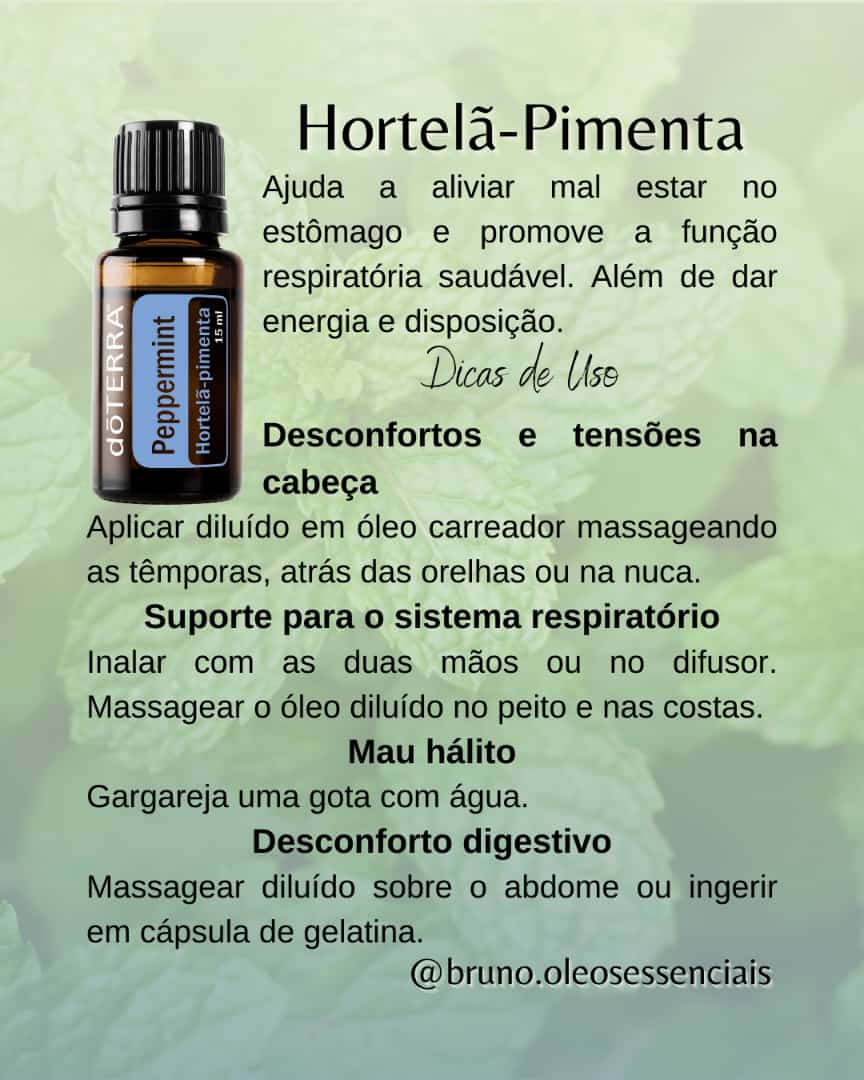 Hortelã-Pimenta
Ajuda a aliviar mal estar no
estômago e promove a função
respiratória saudável. Além de dar
energia e disposição.
dōTERRA
Peppermint
Hortelã-pimenta
15 ml
Dicas de Uso
Desconfortos e tensões na
cabeça
Aplicar diluído em óleo carreador massageando
as têmporas, atrás das orelhas ou na nuca.
Suporte para o sistema respiratório
Inalar com as duas mãos ou no difusor.
Massagear o óleo diluído no peito e nas costas.
Mau hálito
Gargareja uma gota com água.
Desconforto digestivo
Massagear diluído sobre o abdome ou ingerir
em cápsula de gelatina.
@bruno.oleosessenciais